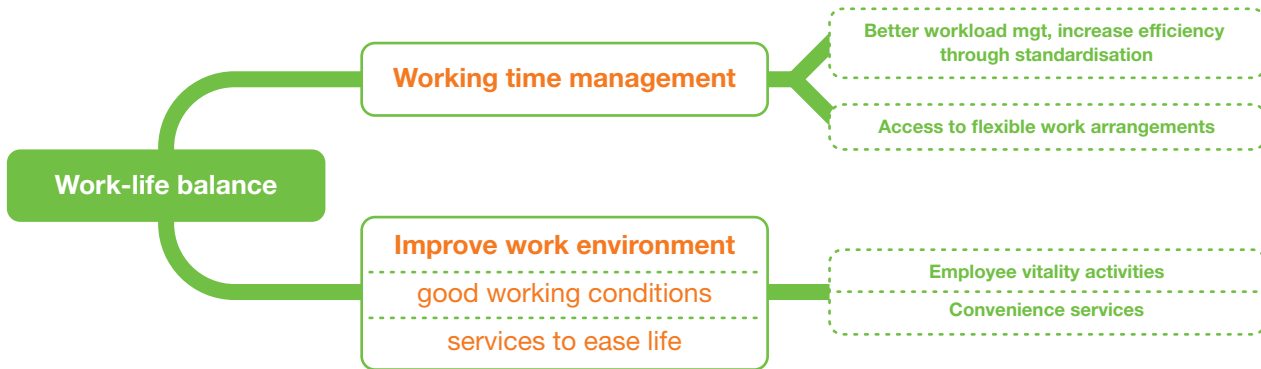 Work-life balance
Working time management
Better workload mgt, increase efficiency
through standardisation
Access to flexible work arrangements
Improve work environment
good working conditions
services to ease life
Employee vitality activities
Convenience services